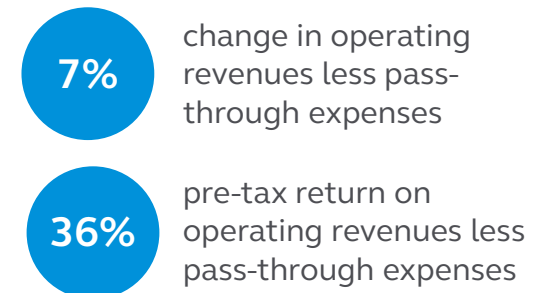 7%
change in operating
revenues less pass-
through expenses
36%
pre-tax return on
operating revenues less
pass-through expenses